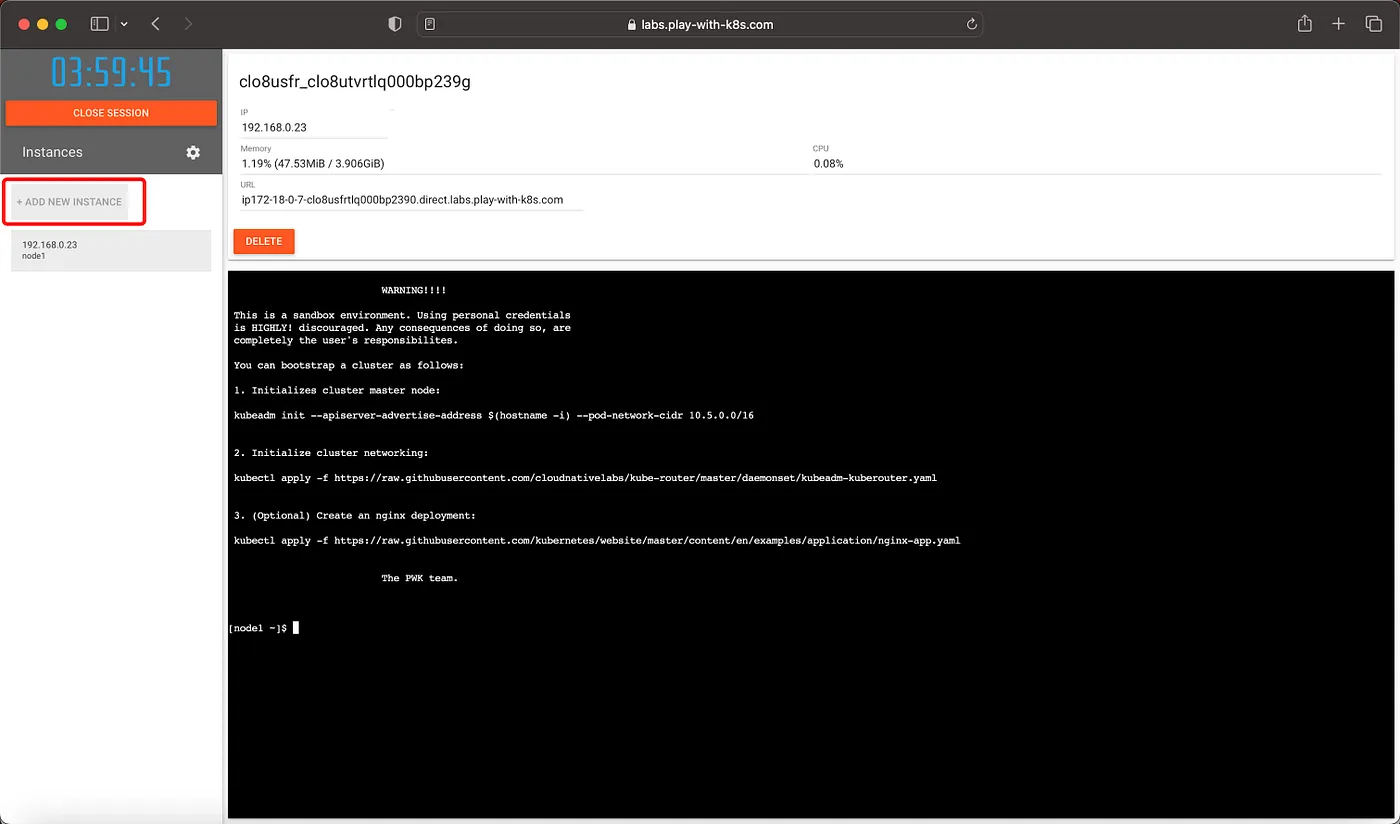 labs.play-with-k8s.com
03:59:45
CLOSE SESSION
Instances
+ ADD NEW INSTANCE
192.168.0.23
node1
clo8usfr_clo8utvrtlq000bp239g
IP
192.168.0.23
Memory
1.19% (47.53MiB / 3.906GiB)
CPU
0.08%
URL
ip172-18-0-7-clo8usfrtlq000bp2390.direct.labs.play-with-k8s.com
DELETE
WARNING!!!!
This is a sandbox environment. Using personal credentials
is HIGHLY! discouraged. Any consequences of doing so, are
completely the user's responsibilites.
You can bootstrap a cluster as follows:
1. Initializes cluster master node:
kubeadm init --apiserver-advertise-address $(hostname -i) --pod-network-cidr 10.5.0.0/16
2. Initialize cluster networking:
kubectl apply -f https://raw.githubusercontent.com/cloudnativelabs/kube-router/master/daemonset/kubeadm-kuberouter.yaml
3. (Optional) Create an nginx deployment:
kubectl apply -f https://raw.githubusercontent.com/kubernetes/website/master/content/en/examples/application/nginx-app.yaml
The PWK team.
[node1 ~]$